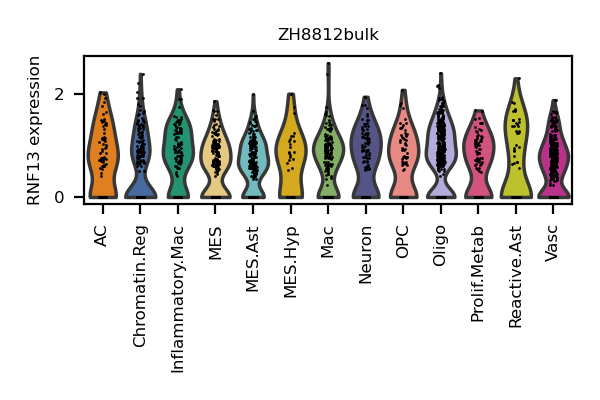 ZH8812bulk
RNF13 expression
2
0
AC
Chromatin.Reg
Inflammatory.Mac
MES
MES.Ast
MES.Hyp
Mac
Neuron
OPC
Oligo
Prolif.Metab
Reactive.Ast
Vasc